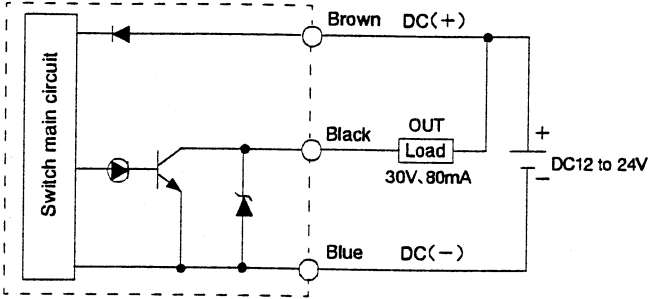 Brown DC(+)
Switch main circuit
Black
OUT
Load
30V、80mA
+
DC12 to 24V
−
Blue DC(−)